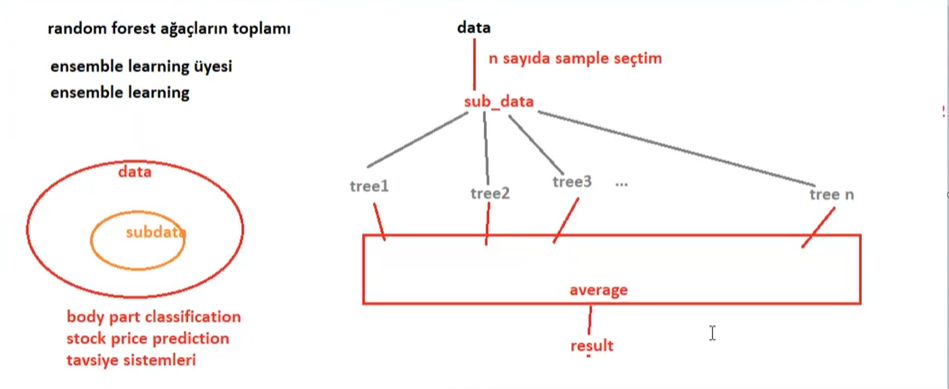 random forest ağaçların toplamı
ensemble learning üyesi
ensemble learning
data
subdata
body part classification
stock price prediction
tavsiye sistemleri
data
n sayıda sample seçtim
sub_data
tree1
tree2
tree3
...
tree n
average
result